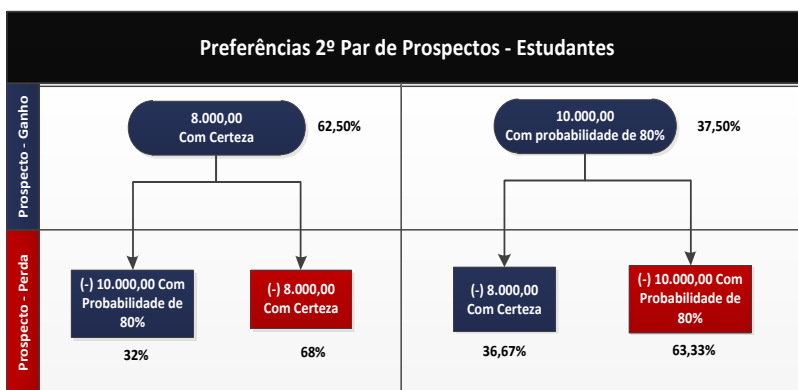 Preferências 2º Par de Prospectos - Estudantes
Prospecto - Ganho
8.000,00
Com Certeza
62,50%
10.000,00
Com probabilidade de 80%
37,50%
Prospecto - Perda
(-) 10.000,00 Com
Probabilidade de
80%
32%
(-) 8.000,00
Com Certeza
68%
(-) 8.000,00
Com Certeza
36,67%
(-) 10.000,00 Com
Probabilidade de
80%
63,33%